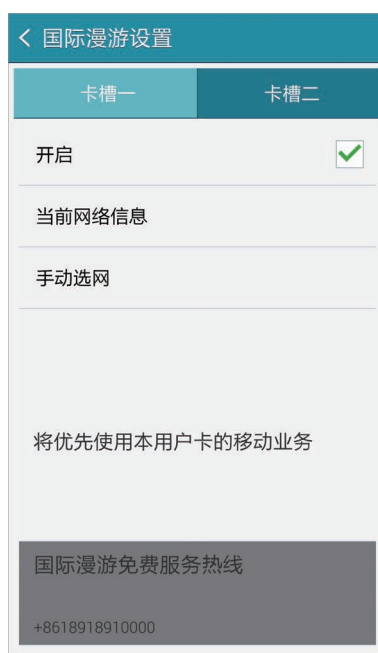 国际漫游设置
卡槽一 卡槽二
开启
当前网络信息
手动选网
将优先使用本用户卡的移动业务
国际漫游免费服务热线
+8618918910000